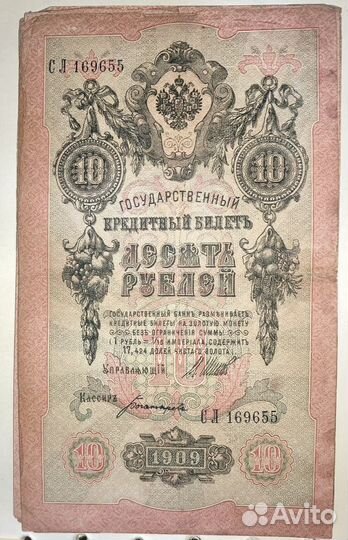 СЛ 169655
10 10
ГОСУДАРСТВЕННЫЙ
КРЕДИТНЫЙ БИЛЕТЪ
ДЕСЯТЬ
РУБЛЕЙ
ГОСУДАРСТВЕННЫЙ БАНКЪ РАЗМѢНИВАЕТЪ
КРЕДИТНЫЕ БИЛЕТЫ НА ЗОЛОТУЮ МОНЕТУ
БЕЗЪ ОГРАНИЧЕНІЯ СУММЫ
(1 РУБЛЬ = 1/15 ИМПЕРІАЛА, СОДЕРЖИТЪ
17,424 ДОЛЕЙ ЧИСТАГО ЗОЛОТА)
УПРАВЛЯЮЩІЙ
КАССИРЪ
СЛ 169655
10 1909 10
Avito